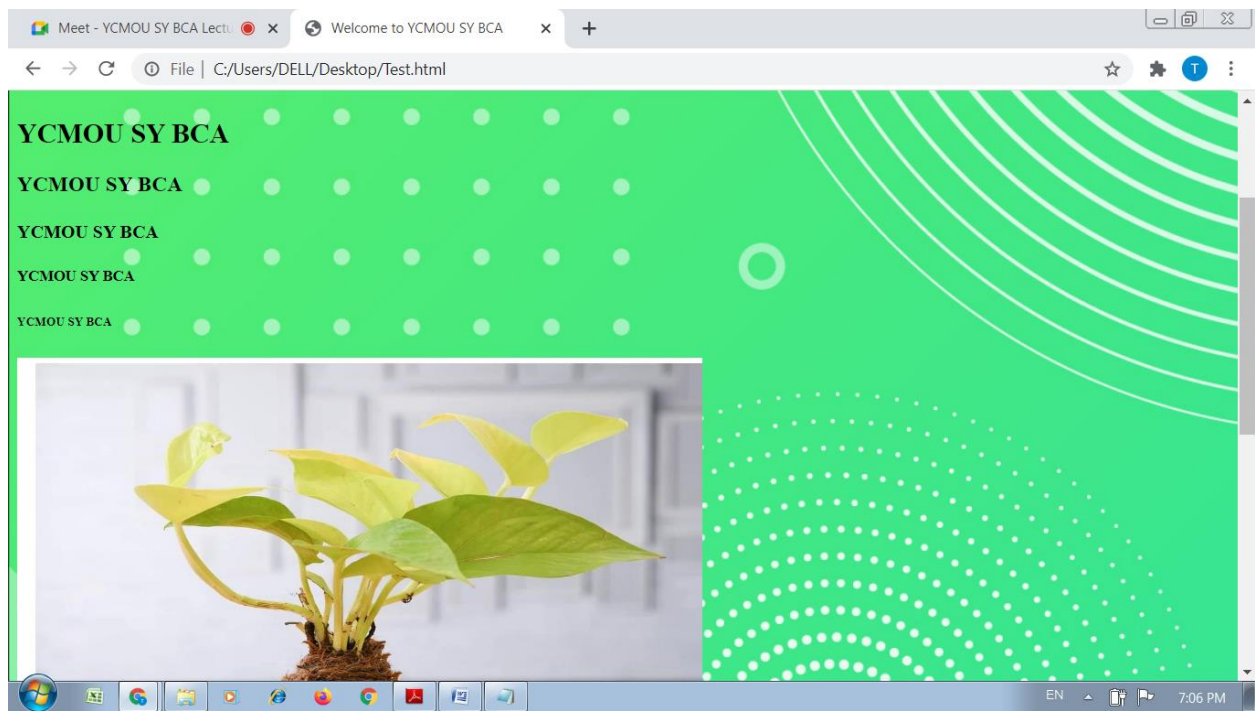 Meet - YCMOU SY BCA Lectu
Welcome to YCMOU SY BCA
File | C:/Users/DELL/Desktop/Test.html
T
YCMOU SY BCA
YCMOU SY BCA
YCMOU SY BCA
YCMOU SY BCA
YCMOU SY BCA
EN
7:06 PM